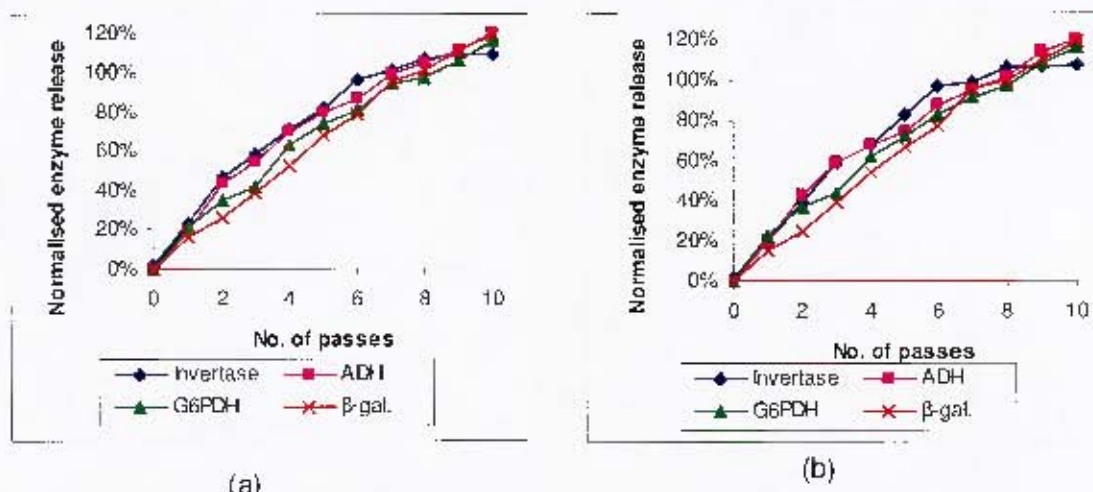 Normalised enzyme release
120%
100%
80%
60%
40%
20%
0%
0 2 4 6 8 10
No. of passes
Invertase ADH
G6PDH β-gal.
(a)
Normalised enzyme release
120%
100%
80%
60%
40%
20%
0%
0 2 4 6 8 10
No. of passes
Invertase ADH
G6PDH β-gal.
(b)